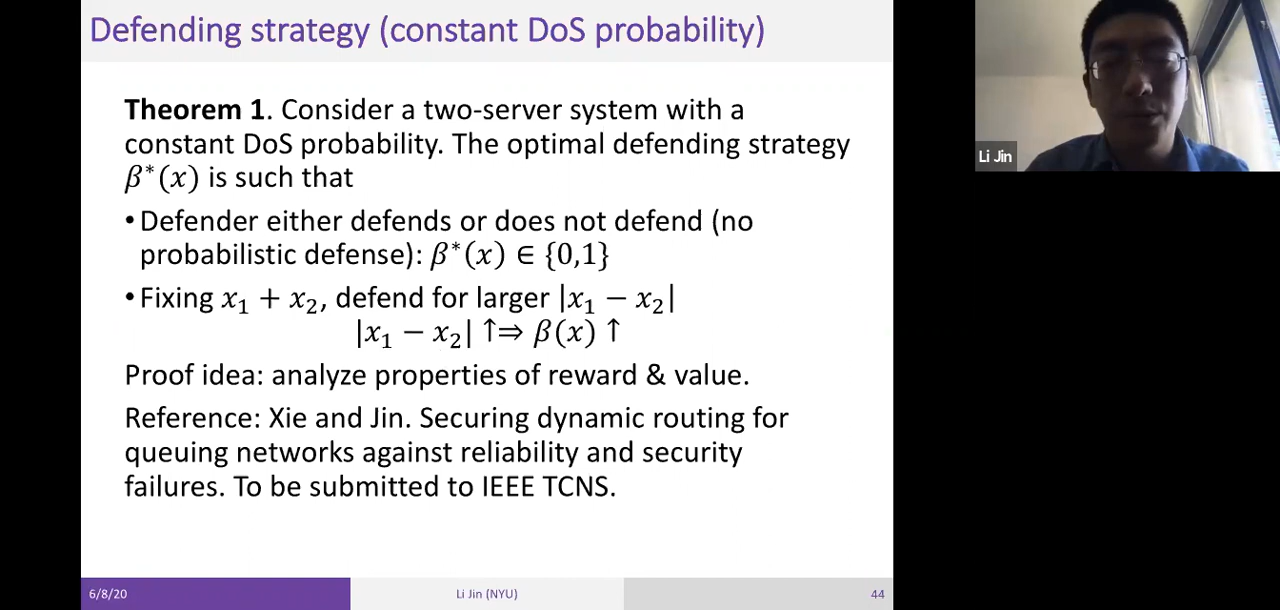 Defending strategy (constant DoS probability)
Theorem 1. Consider a two-server system with a
constant DoS probability. The optimal defending strategy
β*(x) is such that
• Defender either defends or does not defend (no
probabilistic defense): β*(x) ∈ {0,1}
• Fixing x₁ + x₂, defend for larger |x₁ − x₂|
|x₁ − x₂| ↑⇒ β(x) ↑
Proof idea: analyze properties of reward & value.
Reference: Xie and Jin. Securing dynamic routing for
queuing networks against reliability and security
failures. To be submitted to IEEE TCNS.
6/8/20
Li Jin (NYU)
44
Li Jin